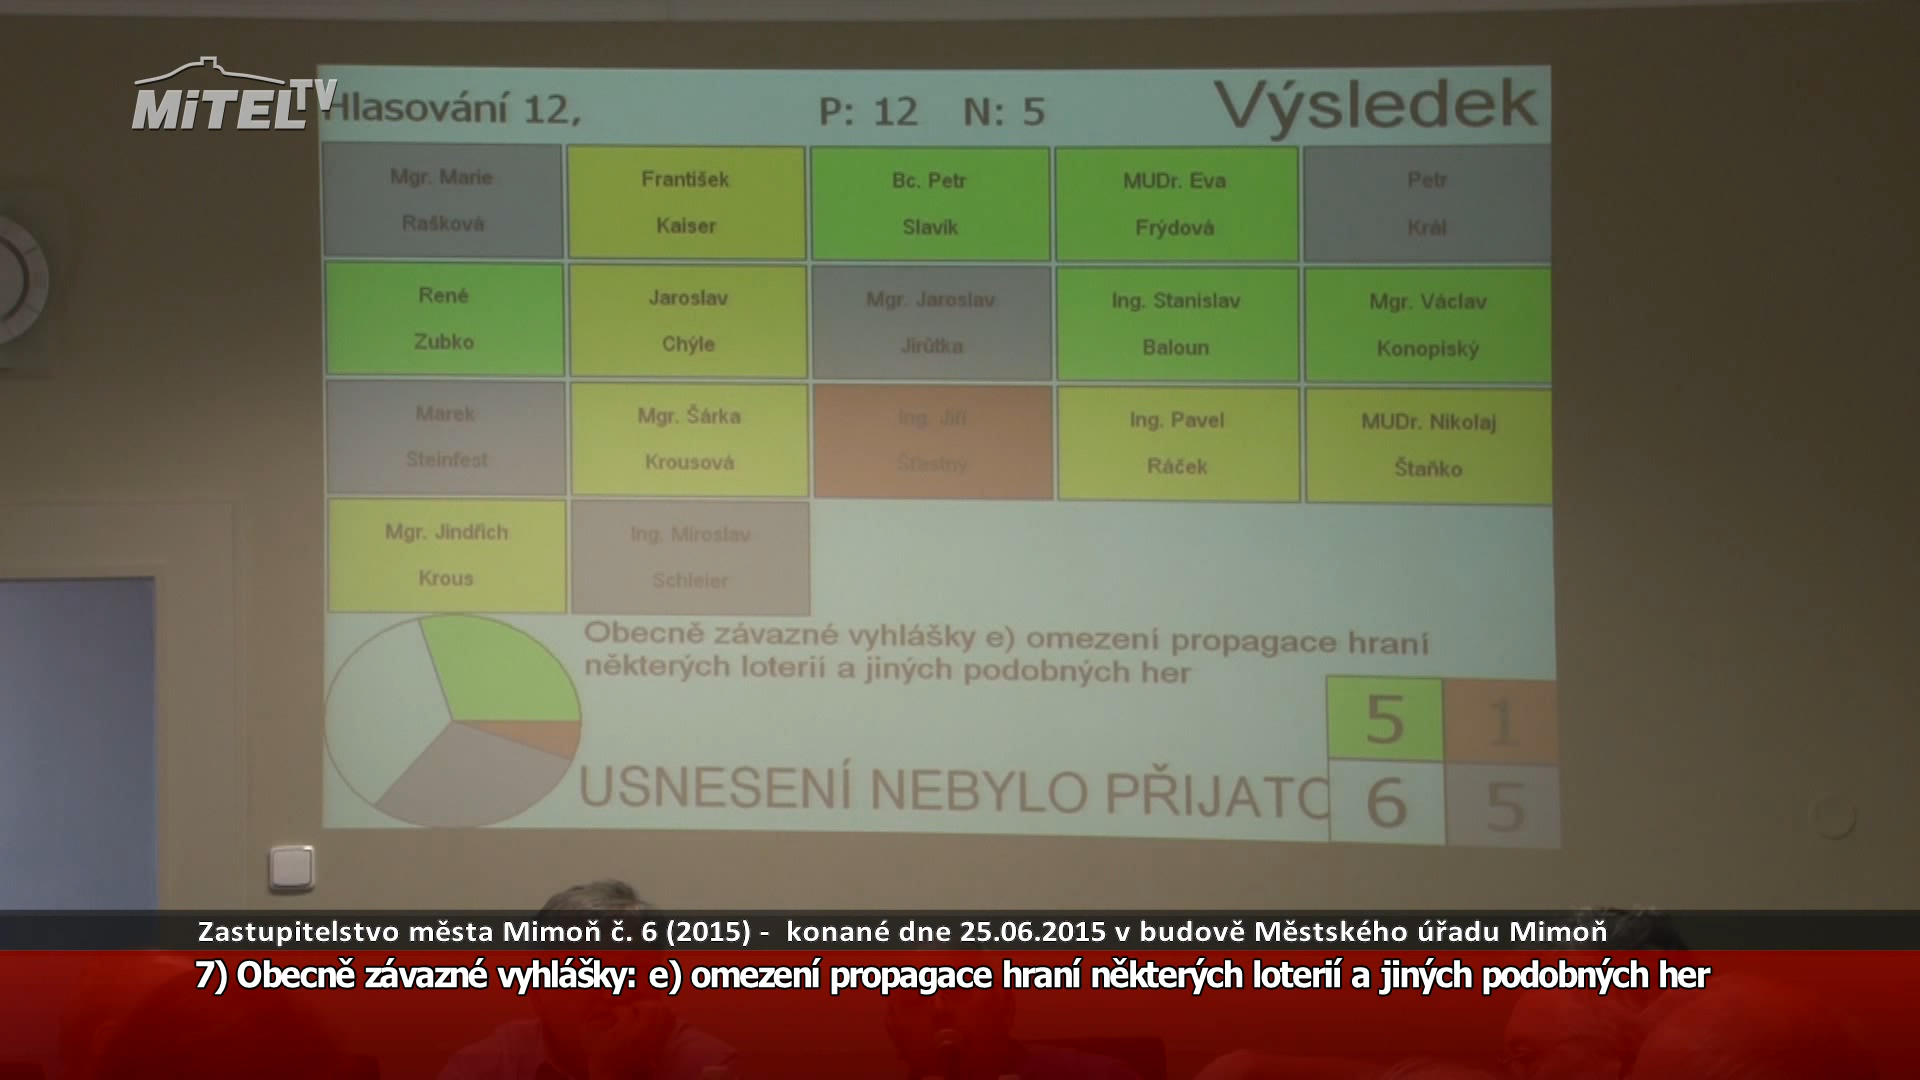 MiTEL TV
Hlasování 12,
P: 12 N: 5
Výsledek
Mgr. Marie
Rašková
František
Kaiser
Bc. Petr
Slavík
MUDr. Eva
Frýdová
Petr
Král
René
Zubko
Jaroslav
Chýle
Mgr. Jaroslav
Jirůtka
Ing. Stanislav
Baloun
Mgr. Václav
Konopiský
Marek
Steinfest
Mgr. Šárka
Krousová
Ing. Jiří
Šťastný
Ing. Pavel
Ráček
MUDr. Nikolaj
Štaňko
Mgr. Jindřich
Krous
Ing. Miroslav
Schleier
Obecně závazné vyhlášky e) omezení propagace hraní
některých loterií a jiných podobných her
5 1
USNESENÍ NEBYLO PŘIJATO
6 5
Zastupitelstvo města Mimoň č. 6 (2015) - konané dne 25.06.2015 v budově Městského úřadu Mimoň
7) Obecně závazné vyhlášky: e) omezení propagace hraní některých loterií a jiných podobných her